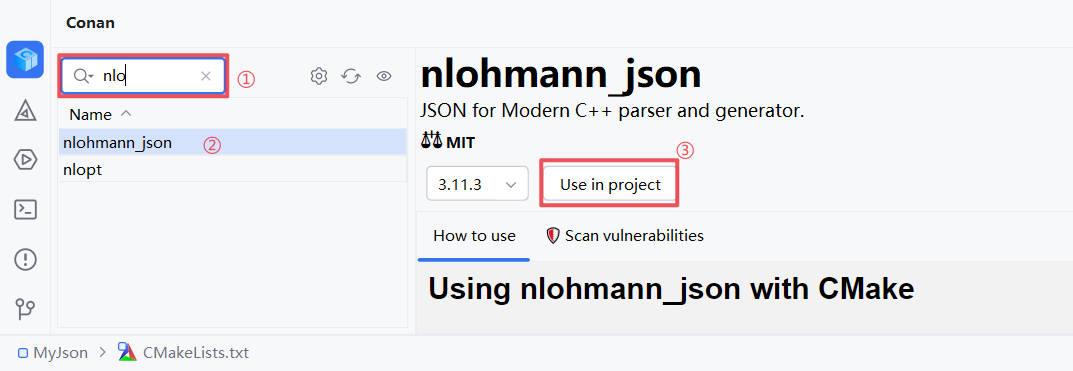 Conan
nlo ①
Name
nlohmann_json ②
nlopt
nlohmann_json
JSON for Modern C++ parser and generator.
MIT
③
3.11.3 Use in project
How to use Scan vulnerabilities
Using nlohmann_json with CMake
MyJson > CMakeLists.txt